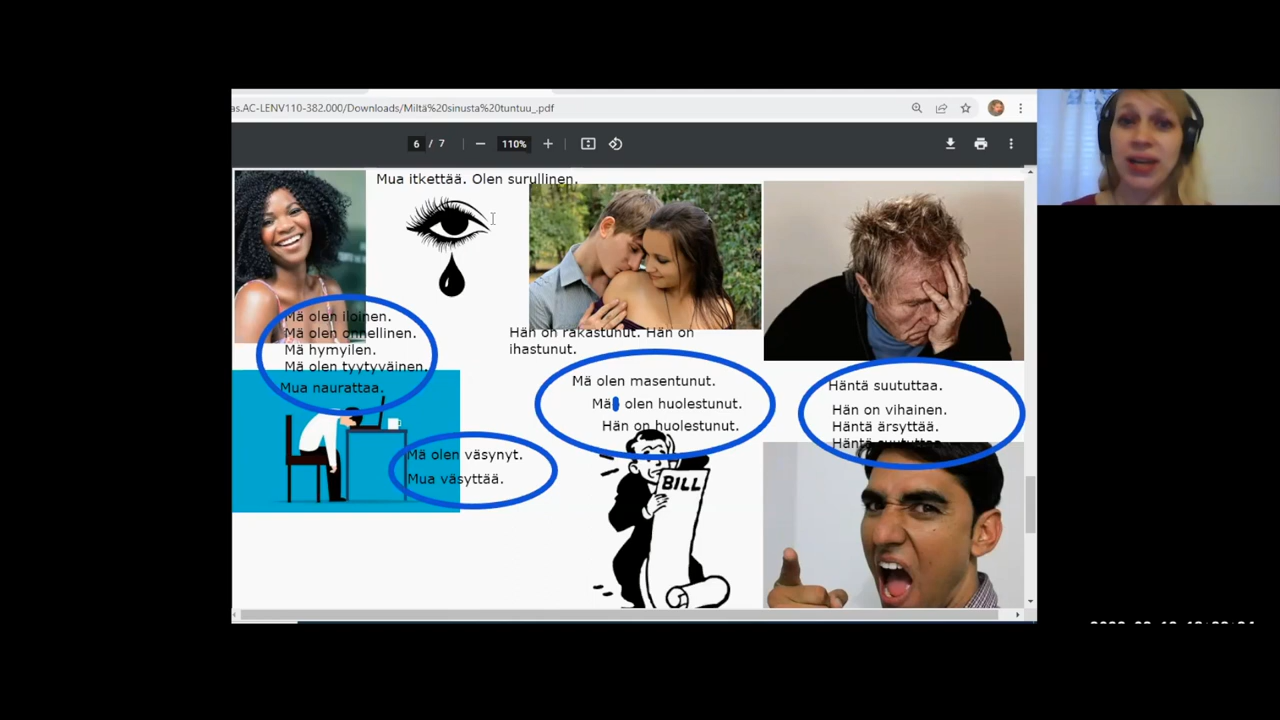 as.AC-LENV110-382.000/Downloads/Miltä%20sinusta%20tuntuu_.pdf
6 / 7
110%
Mua itkettää. Olen surullinen.
Mä olen iloinen.
Mä olen onnellinen.
Mä hymyilen.
Mä olen tyytyväinen.
Mua naurattaa.
Hän on rakastunut. Hän on
ihastunut.
Mä olen masentunut.
Mä olen huolestunut.
Hän on huolestunut.
Häntä suututtaa.
Hän on vihainen.
Häntä ärsyttää.
Häntä suututtaa
Mä olen väsynyt.
Mua väsyttää.
BILL